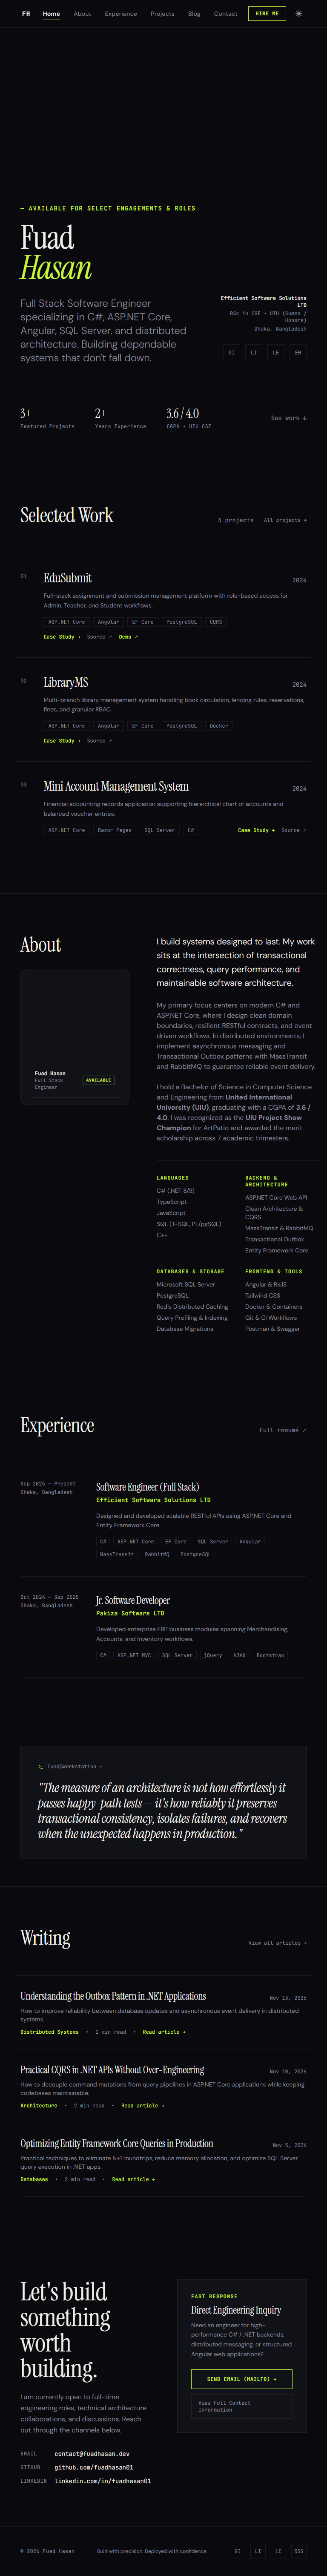 FH Home About Experience Projects Blog Contact HIRE ME
— AVAILABLE FOR SELECT ENGAGEMENTS & ROLES
Fuad
Hasan
Full Stack Software Engineer
specializing in C#, ASP.NET Core,
Angular, SQL Server, and distributed
architecture. Building dependable
systems that don't fall down.
Efficient Software Solutions
LTD
BSc in CSE • UIU (Summa /
Honors)
Dhaka, Bangladesh
GI LI LE EM
3+ 2+ 3.6 / 4.0
Featured Projects Years Experience CGPA • UIU CSE
See work ↓
Selected Work
3 projects All projects →
01 EduSubmit 2024
Full-stack assignment and submission management platform with role-based access for
Admin, Teacher, and Student workflows.
ASP.NET Core Angular EF Core PostgreSQL CQRS
Case Study → Source ↗ Demo ↗
02 LibraryMS 2024
Multi-branch library management system handling book circulation, lending rules, reservations,
fines, and granular RBAC.
ASP.NET Core Angular EF Core PostgreSQL Docker
Case Study → Source ↗
03 Mini Account Management System 2024
Financial accounting records application supporting hierarchical chart of accounts and
balanced voucher entries.
ASP.NET Core Razor Pages SQL Server C# Case Study → Source ↗
About
Fuad Hasan
Full Stack
Engineer
AVAILABLE
I build systems designed to last. My work
sits at the intersection of transactional
correctness, query performance, and
maintainable software architecture.
My primary focus centers on modern C# and
ASP.NET Core, where I design clean domain
boundaries, resilient RESTful contracts, and event-
driven workflows. In distributed environments, I
implement asynchronous messaging and
Transactional Outbox patterns with MassTransit
and RabbitMQ to guarantee reliable event delivery.
I hold a Bachelor of Science in Computer Science
and Engineering from United International
University (UIU), graduating with a CGPA of 3.6 /
4.0. I was recognized as the UIU Project Show
Champion for ArtPatio and awarded the merit
scholarship across 7 academic trimesters.
LANGUAGES
C# (.NET 8/9)
TypeScript
JavaScript
SQL (T-SQL, PL/pgSQL)
C++
BACKEND &
ARCHITECTURE
ASP.NET Core Web API
Clean Architecture &
CQRS
MassTransit & RabbitMQ
Transactional Outbox
Entity Framework Core
DATABASES & STORAGE
Microsoft SQL Server
PostgreSQL
Redis Distributed Caching
Query Profiling & Indexing
Database Migrations
FRONTEND & TOOLS
Angular & RxJS
Tailwind CSS
Docker & Containers
Git & CI Workflows
Postman & Swagger
Experience
Full résumé ↗
Sep 2025 — Present
Dhaka, Bangladesh
Software Engineer (Full Stack)
Efficient Software Solutions LTD
Designed and developed scalable RESTful APIs using ASP.NET Core and
Entity Framework Core.
C# ASP.NET Core EF Core SQL Server Angular
MassTransit RabbitMQ PostgreSQL
Oct 2024 — Sep 2025
Dhaka, Bangladesh
Jr. Software Developer
Pakiza Software LTD
Developed enterprise ERP business modules spanning Merchandising,
Accounts, and Inventory workflows.
C# ASP.NET MVC SQL Server jQuery AJAX Bootstrap
>_ fuad@workstation ~
"The measure of an architecture is not how effortlessly it
passes happy-path tests — it's how reliably it preserves
transactional consistency, isolates failures, and recovers
when the unexpected happens in production."
Writing
View all articles →
Understanding the Outbox Pattern in .NET Applications Nov 13, 2026
How to improve reliability between database updates and asynchronous event delivery in distributed
systems.
Distributed Systems • 1 min read • Read article →
Practical CQRS in .NET APIs Without Over-Engineering Nov 10, 2026
How to decouple command mutations from query pipelines in ASP.NET Core applications while keeping
codebases maintainable.
Architecture • 2 min read • Read article →
Optimizing Entity Framework Core Queries in Production Nov 5, 2026
Practical techniques to eliminate N+1 roundtrips, reduce memory allocation, and optimize SQL Server
query execution in .NET apps.
Databases • 2 min read • Read article →
Let's build
something
worth
building.
I am currently open to full-time
engineering roles, technical architecture
collaborations, and discussions. Reach
out through the channels below.
EMAIL contact@fuadhasan.dev
GITHUB github.com/fuadhasan01
LINKEDIN linkedin.com/in/fuadhasan01
FAST RESPONSE
Direct Engineering Inquiry
Need an engineer for high-
performance C# / .NET backends,
distributed messaging, or structured
Angular web applications?
SEND EMAIL (MAILTO) →
View Full Contact
Information
© 2026 Fuad Hasan Built with precision. Deployed with confidence. GI LI LE RSS